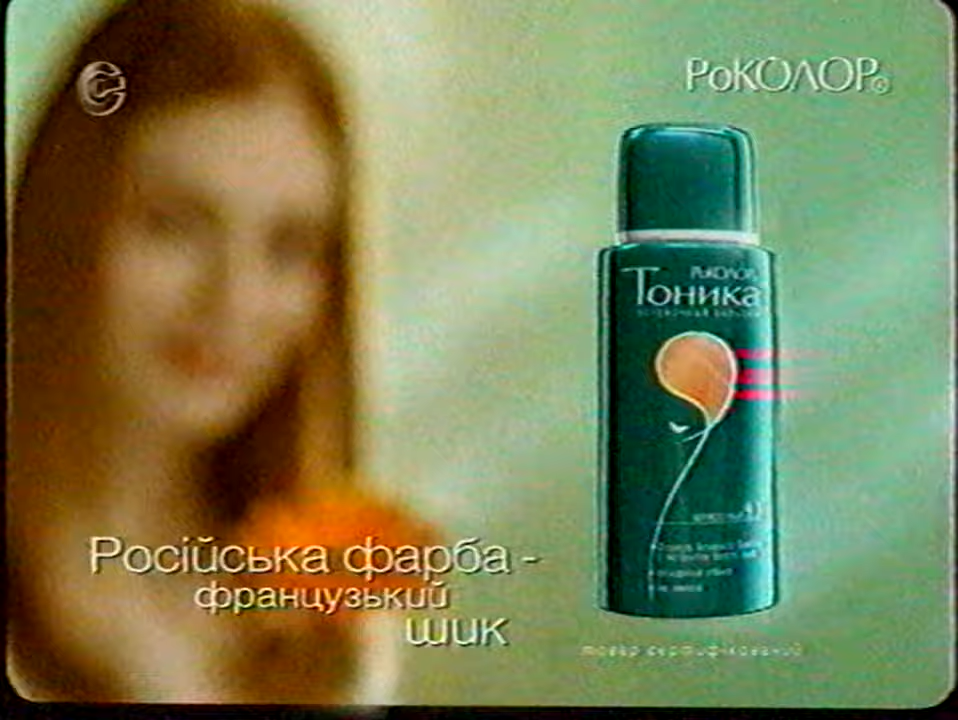 РОКОЛОР
РОКОЛОР
Тоника
Російська фарба -
французький
шик
товар сертифікований